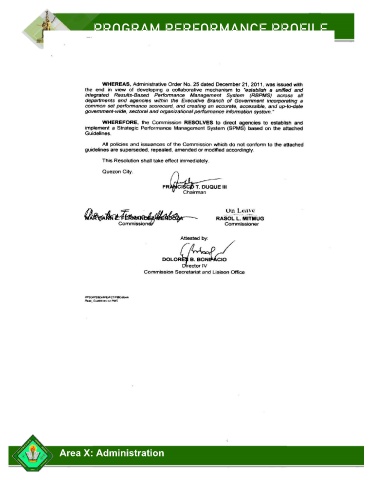 PROGRAM PERFORMANCE PROFILE
WHEREAS, Administrative Order No. 25 dated December 21, 2011, was issued with
the end in view of developing a collaborative mechanism to "establish a unified and
integrated Results-Based Performance Management System (RBPMS) across all
departments and agencies within the Executive Branch of Government incorporating a
common set performance scorecard, and creating an accurate, accessible, and up-to-date
government-wide, sectoral and organizational performance information system."
WHEREFORE, the Commission RESOLVES to direct agencies to establish and
implement a Strategic Performance Management System (SPMS) based on the attached
Guidelines.
All policies and issuances of the Commission which do not conform to the attached
guidelines are superseded, repealed, amended or modified accordingly.
This Resolution shall take effect immediately.
Quezon City.
FRANCISCO T. DUQUE III
Chairman
On Leave
MARY ANN Z. FERNANDEZ-MENDOZA
RASOL L. MITMUG
Commissioner
Commissioner
Attested by:
DOLORES B. BONIFACIO
Director IV
Commission Secretariat and Liaison Office
Area X: Administration